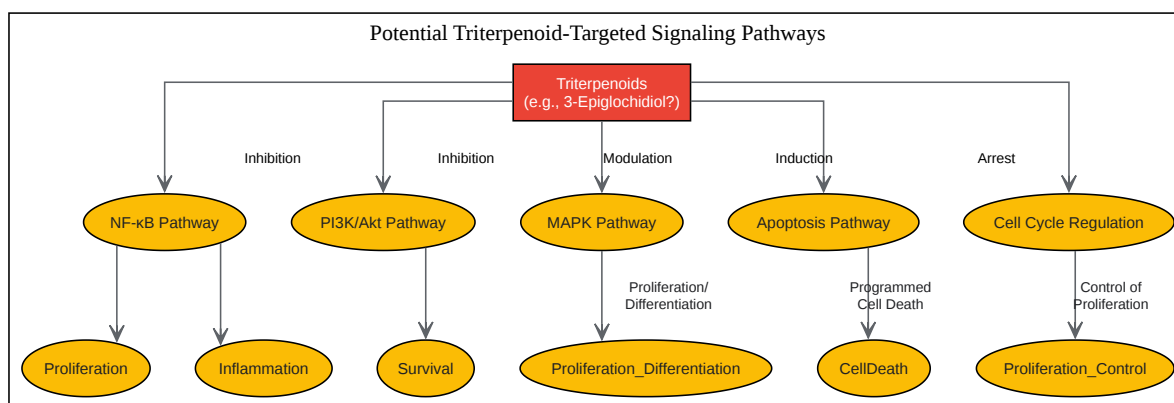 Potential Triterpenoid-Targeted Signaling Pathways
Triterpenoids
(e.g., 3-Epiglochidiol?)
Inhibition
Inhibition
Modulation
Induction
Arrest
NF-κB Pathway
PI3K/Akt Pathway
MAPK Pathway
Apoptosis Pathway
Cell Cycle Regulation
Proliferation/
Differentiation
Programmed
Cell Death
Control of
Proliferation
Proliferation
Inflammation
Survival
Proliferation_Differentiation
CellDeath
Proliferation_Control